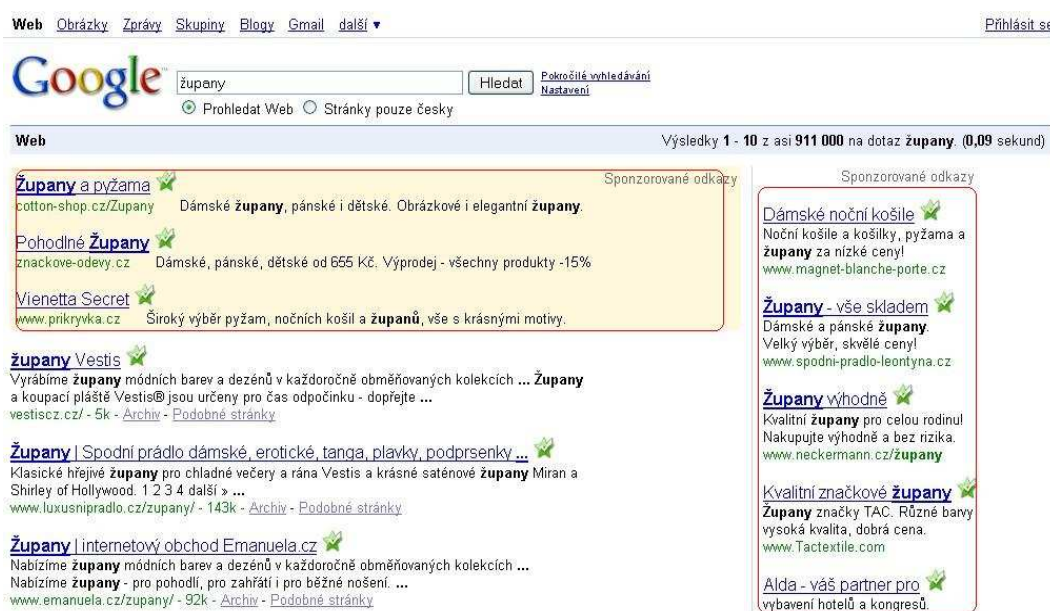 Web Obrázky Zprávy Skupiny Blogy Gmail další ▼
Přihlásit se
Google
župany
Hledat
Pokročilé vyhledávání
Nastavení
Prohledat Web Stránky pouze česky
Web
Výsledky 1 - 10 z asi 911 000 na dotaz župany. (0,09 sekund)
Sponzorované odkazy
Župany a pyžama
cotton-shop.cz/Zupany Dámské župany, pánské i dětské. Obrázkové i elegantní župany.
Pohodlné Župany
znackove-odevy.cz Dámské, pánské, dětské od 655 Kč. Výprodej - všechny produkty -15%
Vienetta Secret
www.prikryvka.cz Široký výběr pyžam, nočních košil a županů, vše s krásnými motivy.
župany Vestis
Vyrábíme župany módních barev a dezénů v každoročně obměňovaných kolekcích ... Župany
a koupací pláště Vestis® jsou určeny pro čas odpočinku - dopřejte ...
vestiscz.cz/ - 5k - Archiv - Podobné stránky
Župany | Spodní prádlo dámské, erotické, tanga, plavky, podprsenky ...
Klasické hřejivé župany pro chladné večery a rána Vestis a krásné saténové župany Miran a
Shirley of Hollywood. 1 2 3 4 další » ...
www.luxusnipradlo.cz/zupany/ - 143k - Archiv - Podobné stránky
Župany | internetový obchod Emanuela.cz
Nabízíme župany módních barev a dezénů v každoročně obměňovaných kolekcích ...
Nabízíme župany - pro pohodlí, pro zahřátí i pro běžné nošení. ...
www.emanuela.cz/zupany/ - 92k - Archiv - Podobné stránky
Sponzorované odkazy
Dámské noční košile
Noční košile a košilky, pyžama a
župany za nízké ceny!
www.magnet-blanche-porte.cz
Župany - vše skladem
Dámské a pánské župany.
Velký výběr, skvělé ceny!
www.spodni-pradlo-leontyna.cz
Župany výhodně
Kvalitní župany pro celou rodinu!
Nakupujte výhodně a bez rizika.
www.neckermann.cz/župany
Kvalitní značkové župany
Župany značky TAC. Různé barvy
vysoká kvalita, dobrá cena.
www.Tactextile.com
Alda - váš partner pro
vybavení hotelů a kongresů.